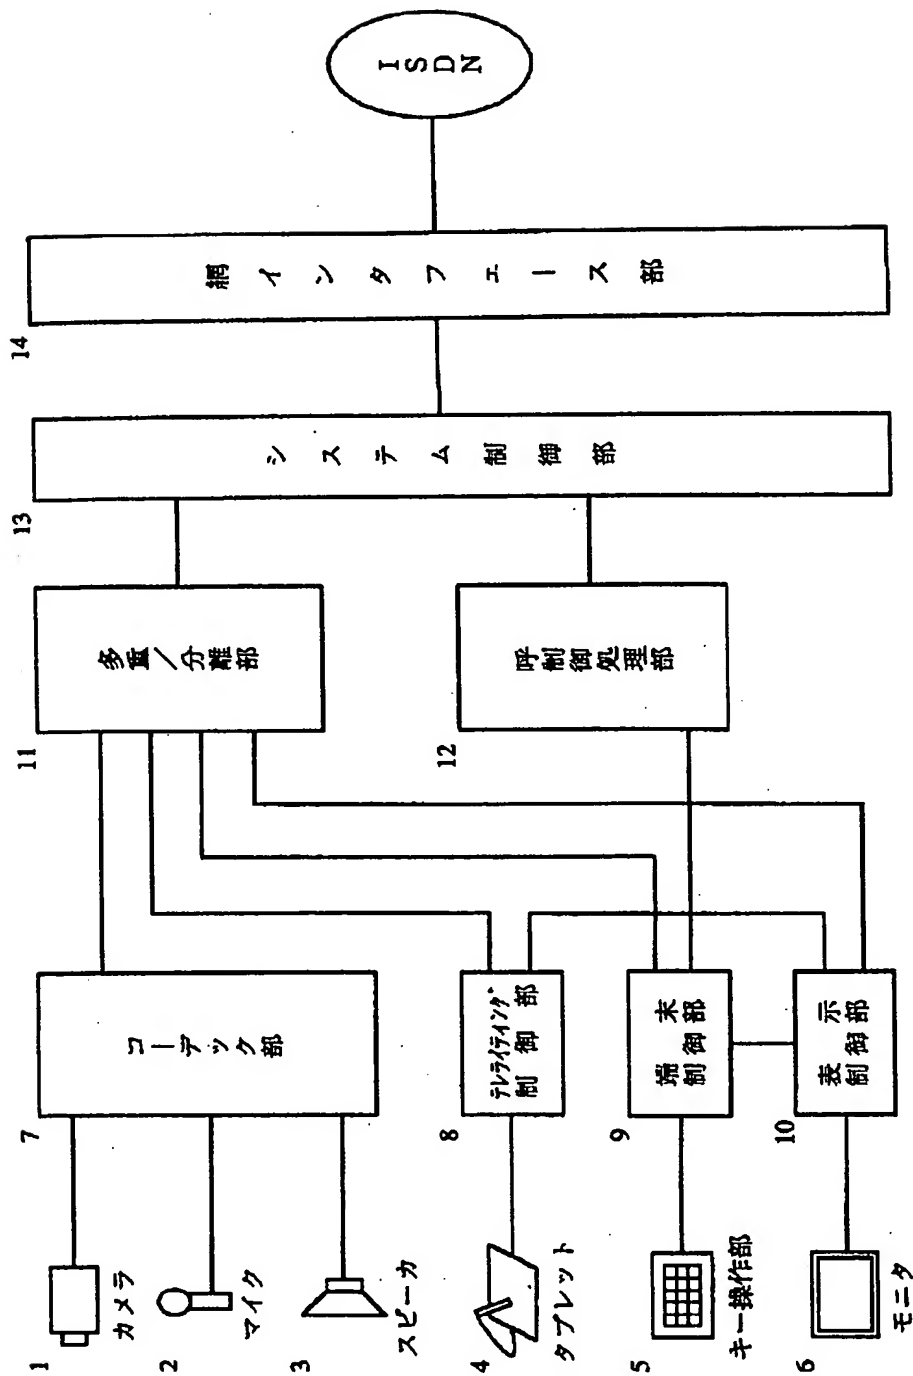 1
カメラ
2
マイク
3
スピーカ
4
タブレット
5
キー操作部
6
モニタ
7
コーデック部
8
テレライティング
制御部
9
端末
制御部
10
表示
制御部
11
多重/分離部
12
呼制御処理部
13
システム制御部
14
網インタフェース部
ISDN